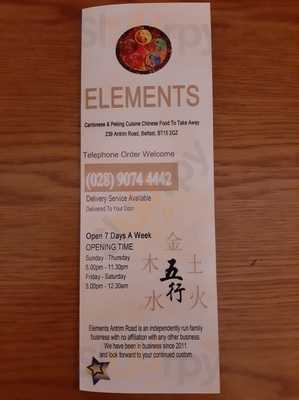 ELEMENTS
Cantonese & Peking Cuisine Chinese Food To Take Away
239 Antrim Road, Belfast, BT15 2GZ
Telephone Order Welcome
(028) 9074 4442
Delivery Service Available
Delivered To Your Door
Open 7 Days A Week
OPENING TIME
Sunday - Thursday
5.00pm - 11.30pm
Friday - Saturday
5.00pm - 12.30am
金
木 土
五行
水 火
Elements Antrim Road is an independently run family
business with no affiliation with any other business.
We have been in business since 2011
and look forward to your continued custom.